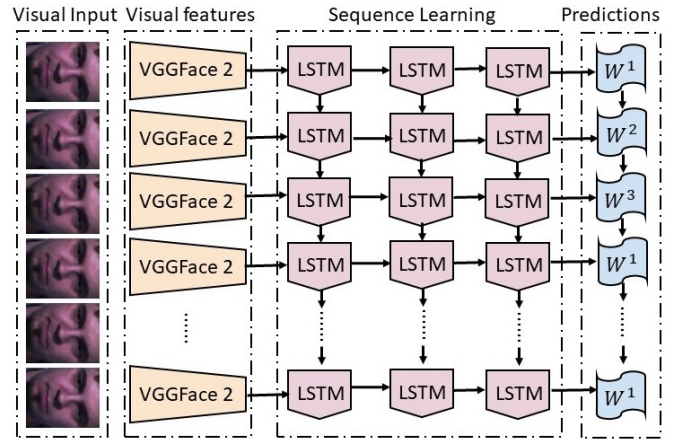 Visual Input Visual features Sequence Learning Predictions
VGGFace 2 LSTM LSTM LSTM W¹
VGGFace 2 LSTM LSTM LSTM W²
VGGFace 2 LSTM LSTM LSTM W³
VGGFace 2 LSTM LSTM LSTM W¹
VGGFace 2 LSTM LSTM LSTM W¹